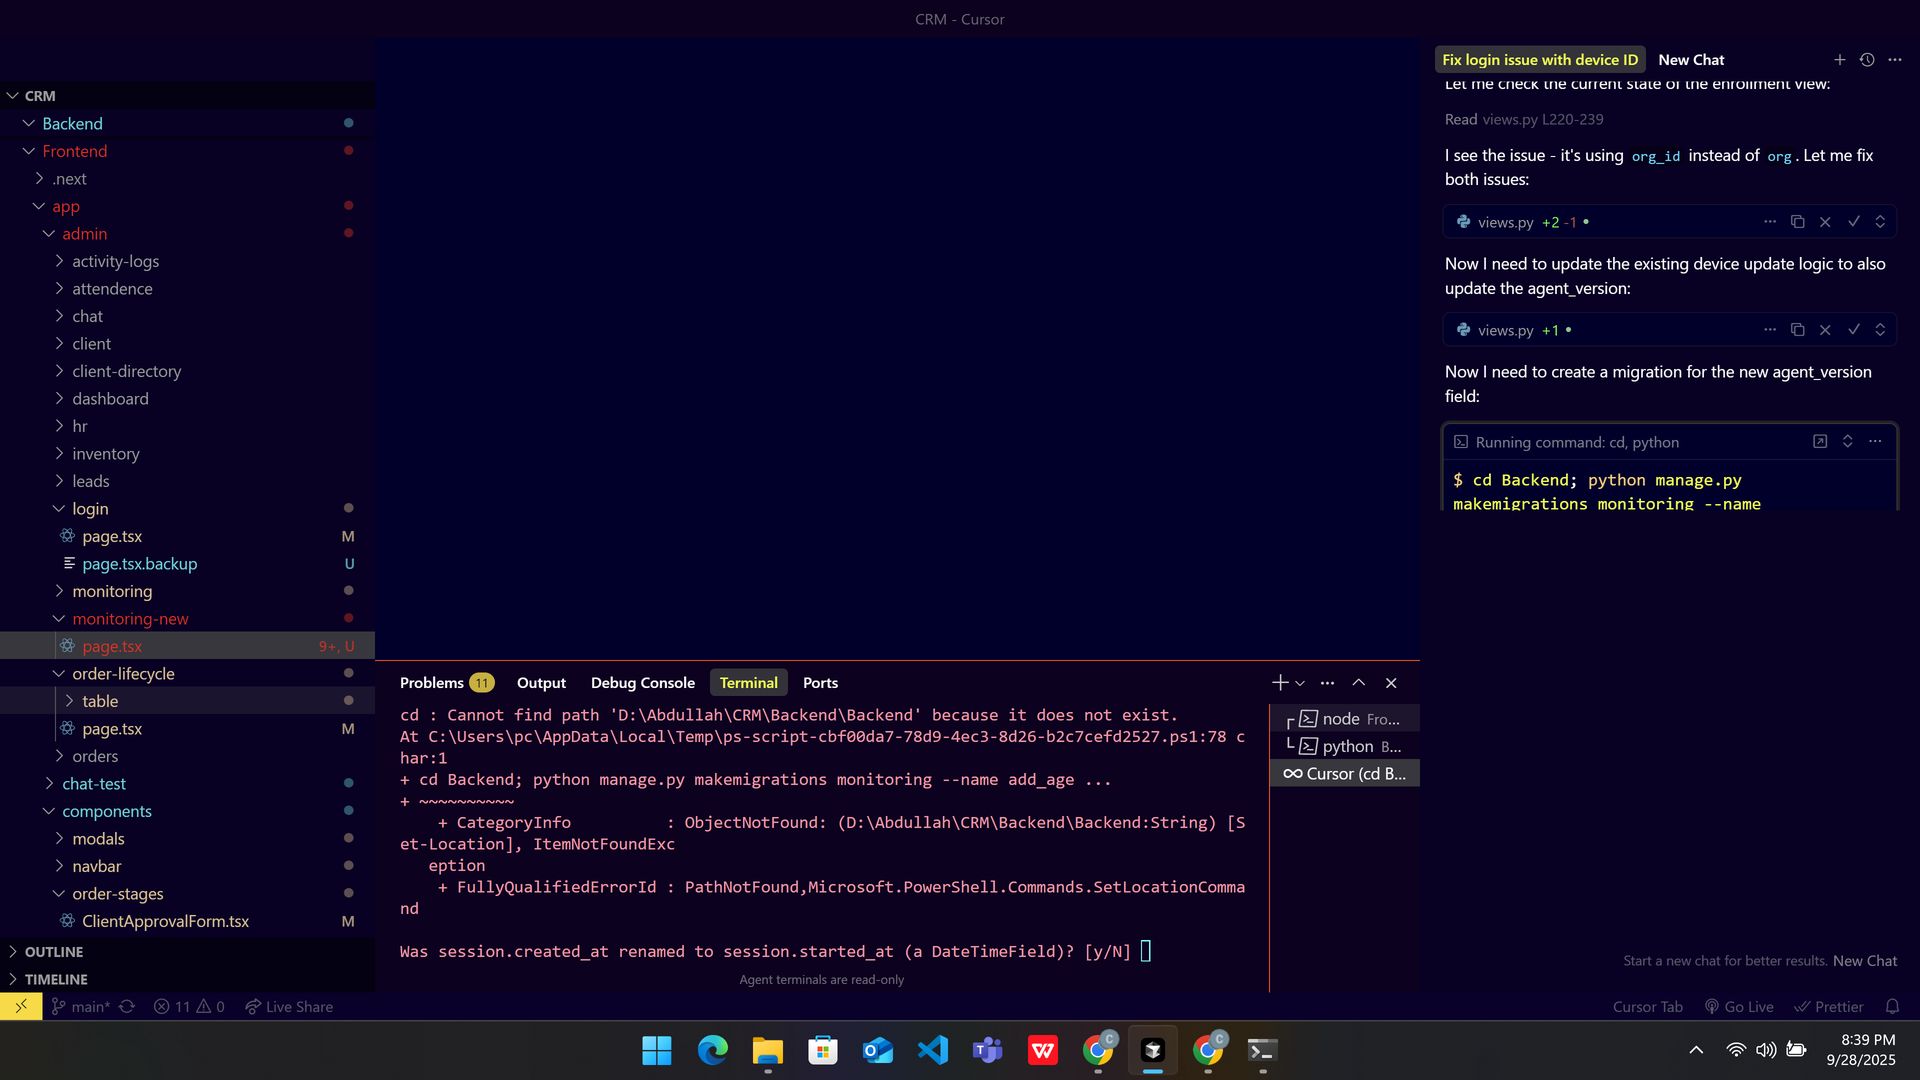 CRM - Cursor
CRM
Backend
Frontend
.next
app
admin
activity-logs
attendence
chat
client
client-directory
dashboard
hr
inventory
leads
login
page.tsx M
page.tsx.backup U
monitoring
monitoring-new
page.tsx 9+, U
order-lifecycle
table
page.tsx M
orders
chat-test
components
modals
navbar
order-stages
ClientApprovalForm.tsx M
OUTLINE
TIMELINE
Problems 11 Output Debug Console Terminal Ports
cd : Cannot find path 'D:\Abdullah\CRM\Backend\Backend' because it does not exist.
At C:\Users\pc\AppData\Local\Temp\ps-script-cbf00da7-78d9-4ec3-8d26-b2c7cefd2527.ps1:78 c
har:1
+ cd Backend; python manage.py makemigrations monitoring --name add_age ...
+ ~~~~~~~~~~
+ CategoryInfo : ObjectNotFound: (D:\Abdullah\CRM\Backend\Backend:String) [S
et-Location], ItemNotFoundExc
eption
+ FullyQualifiedErrorId : PathNotFound,Microsoft.PowerShell.Commands.SetLocationComma
nd
Was session.created_at renamed to session.started_at (a DateTimeField)? [y/N]
Agent terminals are read-only
node Fro...
python B...
Cursor (cd B...
Fix login issue with device ID New Chat
Let me check the current state of the enrollment view:
Read views.py L220-239
I see the issue - it's using org_id instead of org. Let me fix
both issues:
views.py +2 -1
Now I need to update the existing device update logic to also
update the agent_version:
views.py +1
Now I need to create a migration for the new agent_version
field:
Running command: cd, python
$ cd Backend; python manage.py
makemigrations monitoring --name
Start a new chat for better results. New Chat
main* 11 0 Live Share
Cursor Tab Go Live Prettier
8:39 PM
9/28/2025